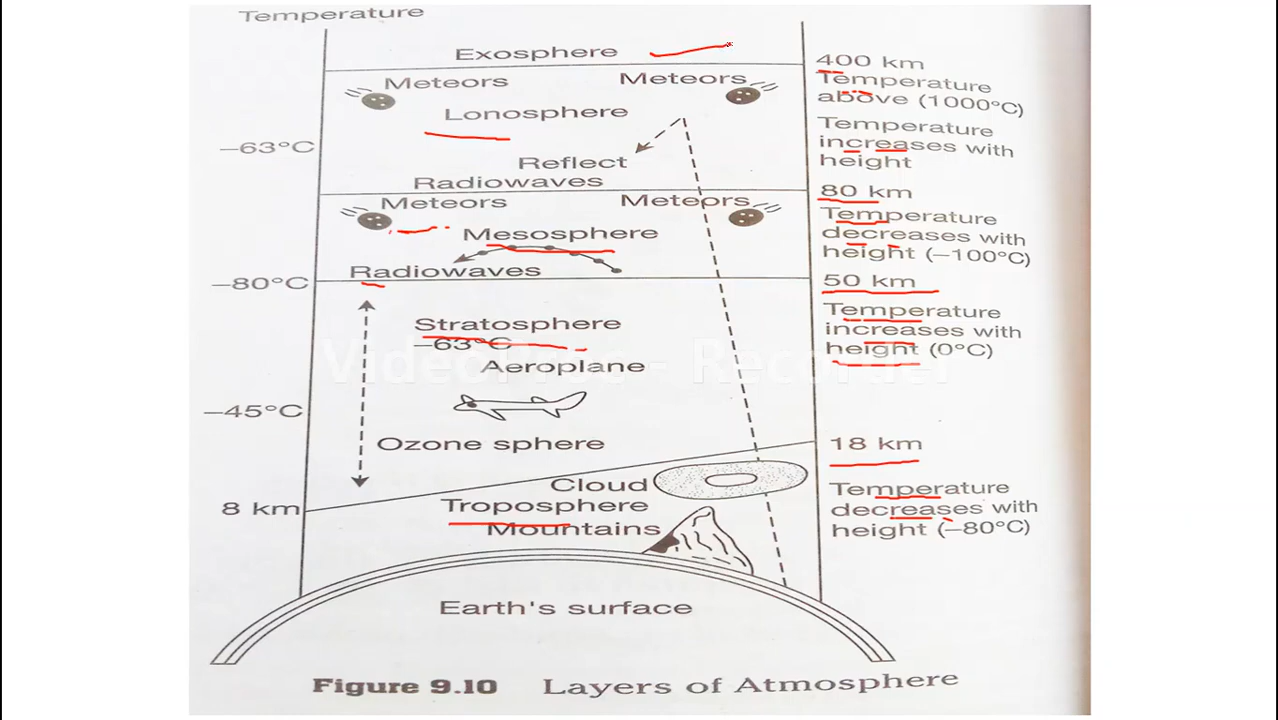 Temperature
Exosphere
400 km
Meteors
Meteors
Temperature
above (1000°C)
Lonosphere
Temperature
increases with
height
–63°C
Reflect
Radiowaves
80 km
Meteors
Meteors
Temperature
decreases with
height (–100°C)
Mesosphere
Radiowaves
–80°C
50 km
Temperature
increases with
height (0°C)
Stratosphere
–63°C
VideoProc - Recorder
Aeroplane
–45°C
Ozone sphere
18 km
Cloud
8 km
Troposphere
Mountains
Temperature
decreases with
height (–80°C)
Earth's surface
Figure 9.10 Layers of Atmosphere